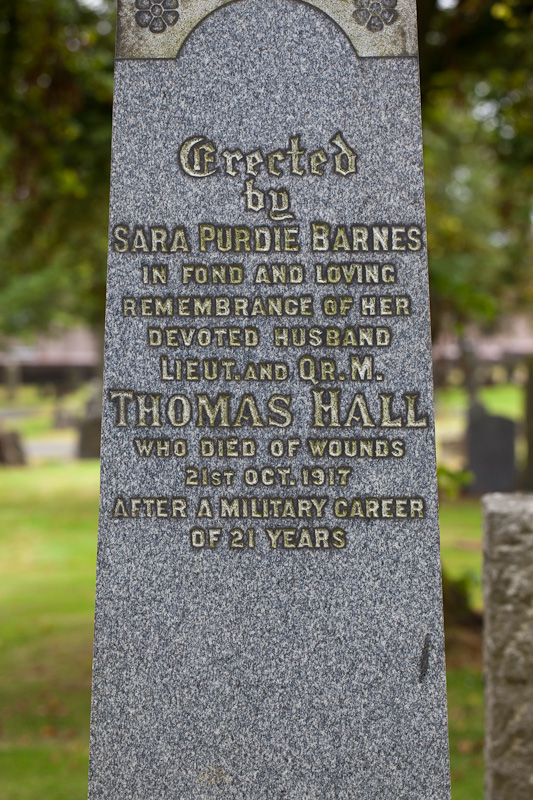 Erected
by
SARA PURDIE BARNES
IN FOND AND LOVING
REMEMBRANCE OF HER
DEVOTED HUSBAND
LIEUT. AND QR. M.
THOMAS HALL
WHO DIED OF WOUNDS
21ST OCT. 1917
AFTER A MILITARY CAREER
OF 21 YEARS